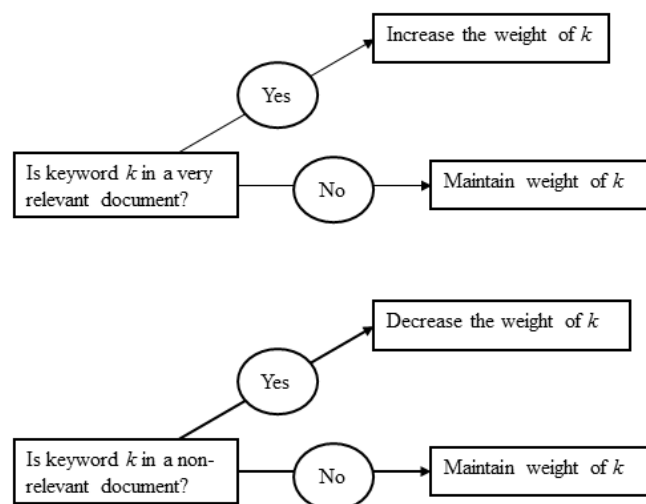 Increase the weight of k
Yes
Is keyword k in a very
relevant document?
No
Maintain weight of k
Decrease the weight of k
Yes
Is keyword k in a non-
relevant document?
No
Maintain weight of k